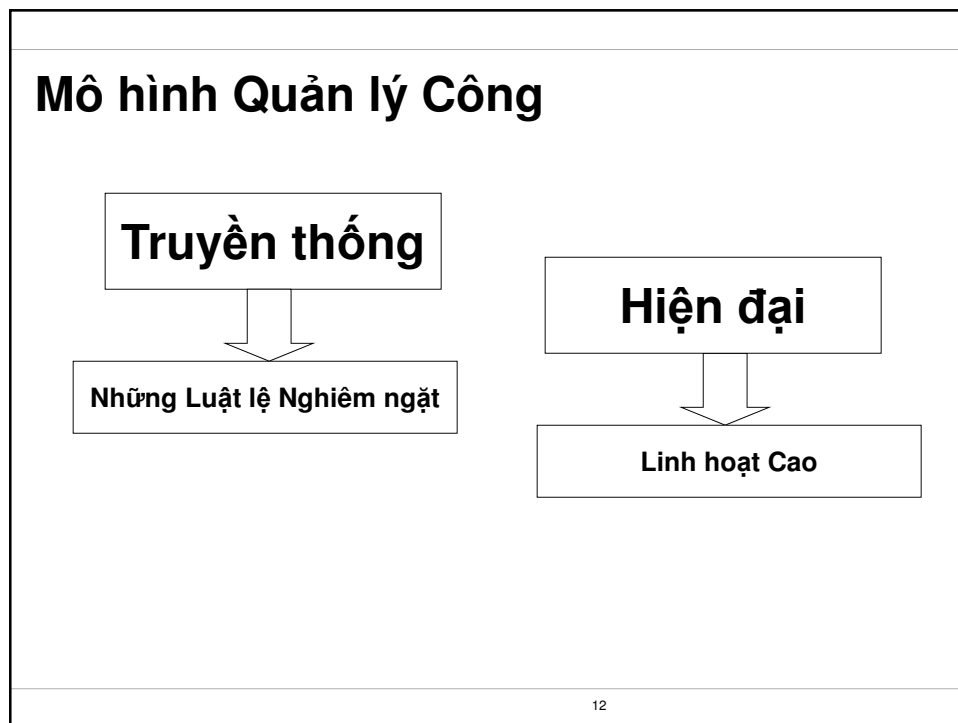 Mô hình Quản lý Công
Truyền thống
Những Luật lệ Nghiêm ngặt
Hiện đại
Linh hoạt Cao
12